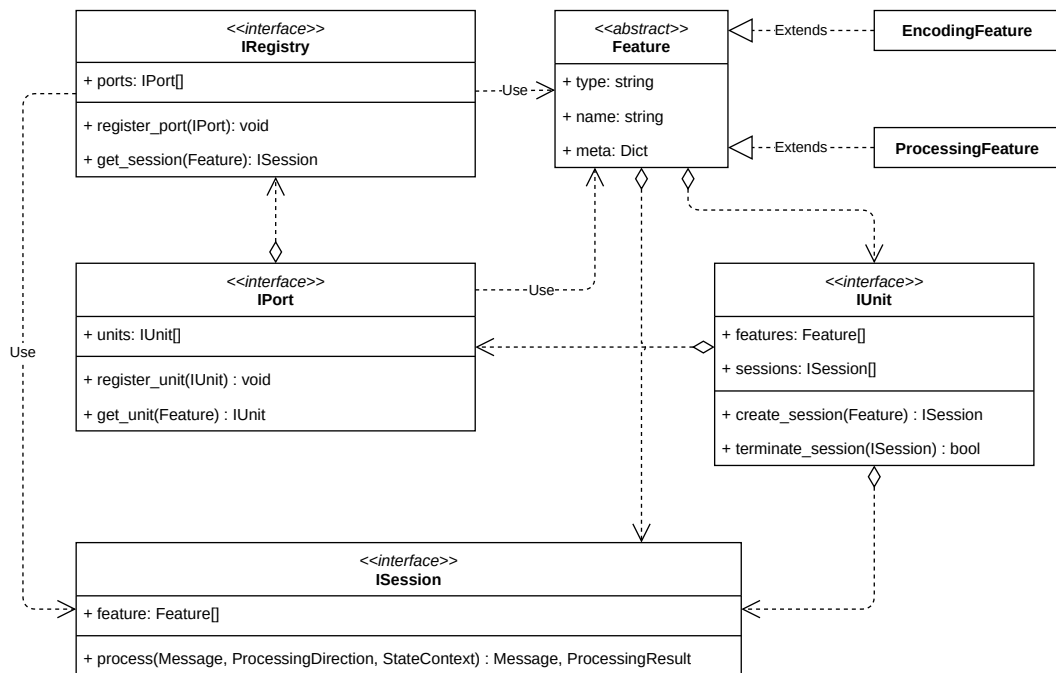 <<interface>>
IRegistry
+ ports: IPort[]
+ register_port(IPort): void
+ get_session(Feature): ISession
Use
<<abstract>>
Feature
+ type: string
+ name: string
+ meta: Dict
Extends
EncodingFeature
Extends
ProcessingFeature
<<interface>>
IPort
+ units: IUnit[]
+ register_unit(IUnit) : void
+ get_unit(Feature) : IUnit
Use
<<interface>>
IUnit
+ features: Feature[]
+ sessions: ISession[]
+ create_session(Feature) : ISession
+ terminate_session(ISession) : bool
Use
<<interface>>
ISession
+ feature: Feature[]
+ process(Message, ProcessingDirection, StateContext) : Message, ProcessingResult